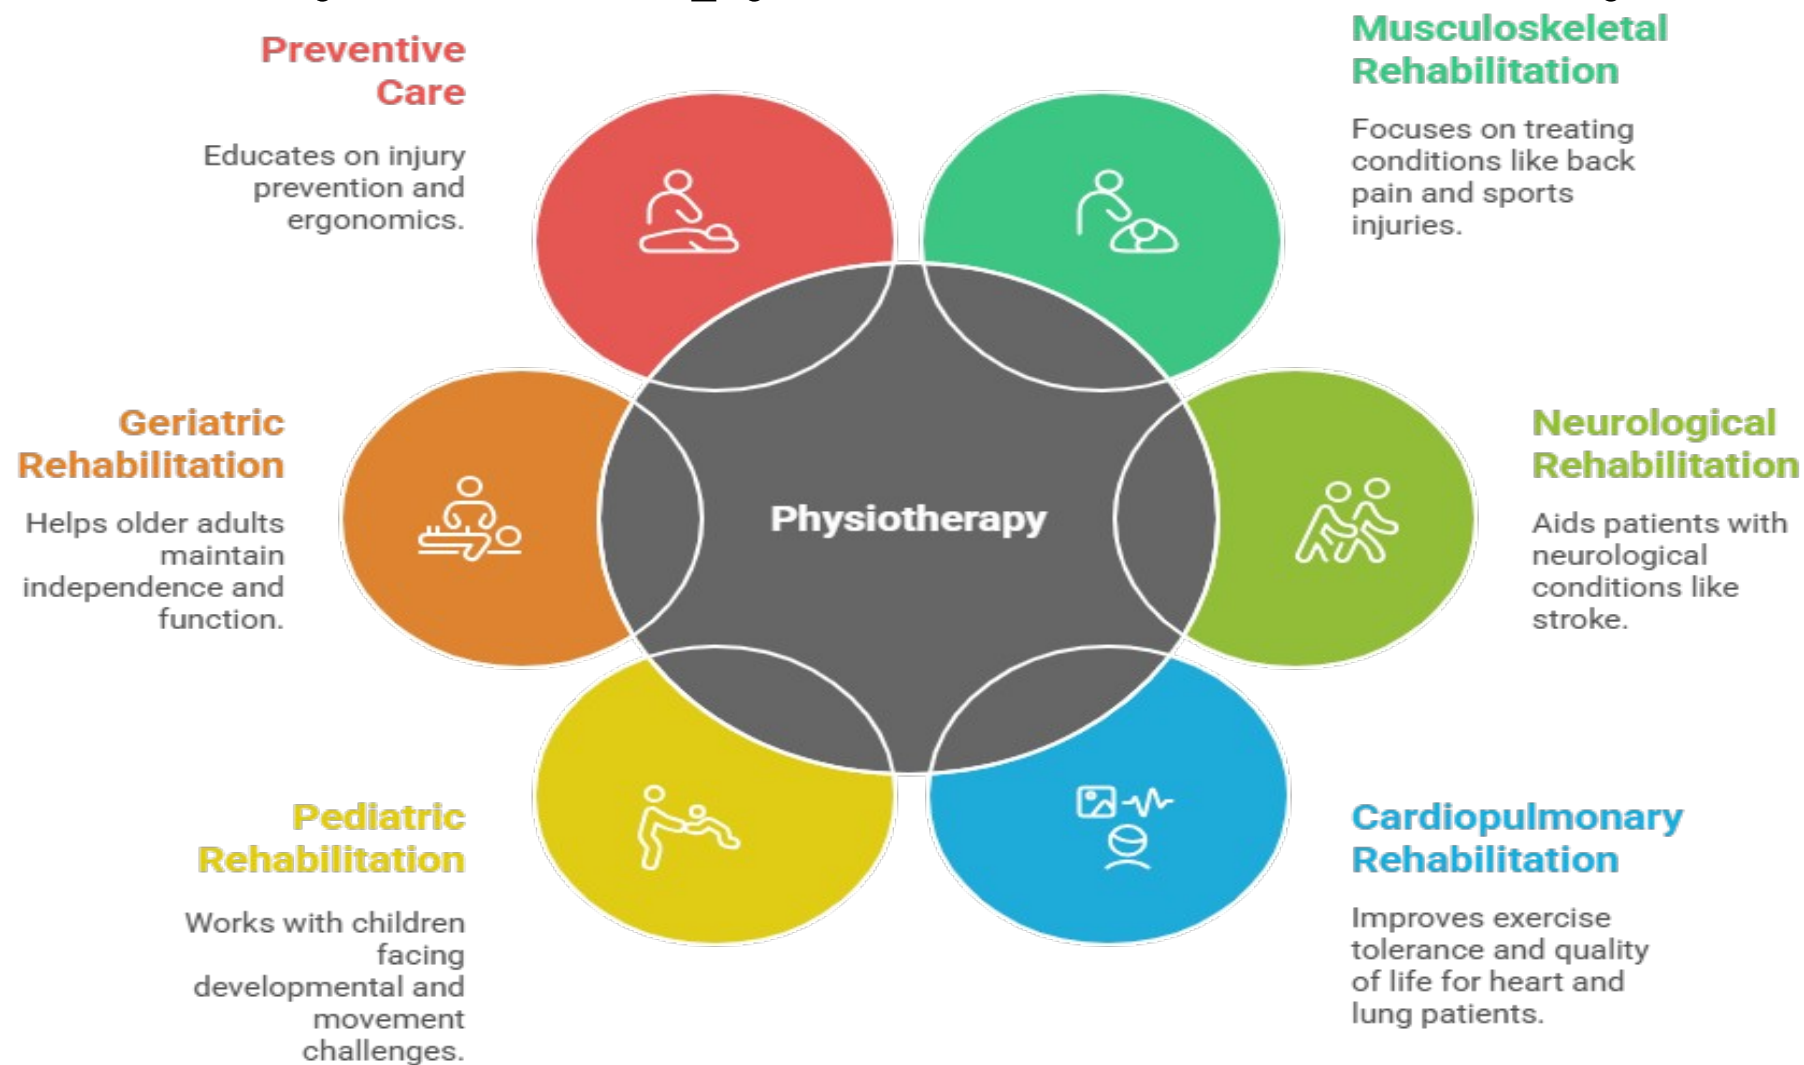 Preventive
Care
Educates on injury
prevention and
ergonomics.
Musculoskeletal
Rehabilitation
Focuses on treating
conditions like back
pain and sports
injuries.
Geriatric
Rehabilitation
Helps older adults
maintain
independence and
function.
Physiotherapy
Neurological
Rehabilitation
Aids patients with
neurological
conditions like
stroke.
Pediatric
Rehabilitation
Works with children
facing
developmental and
movement
challenges.
Cardiopulmonary
Rehabilitation
Improves exercise
tolerance and quality
of life for heart and
lung patients.